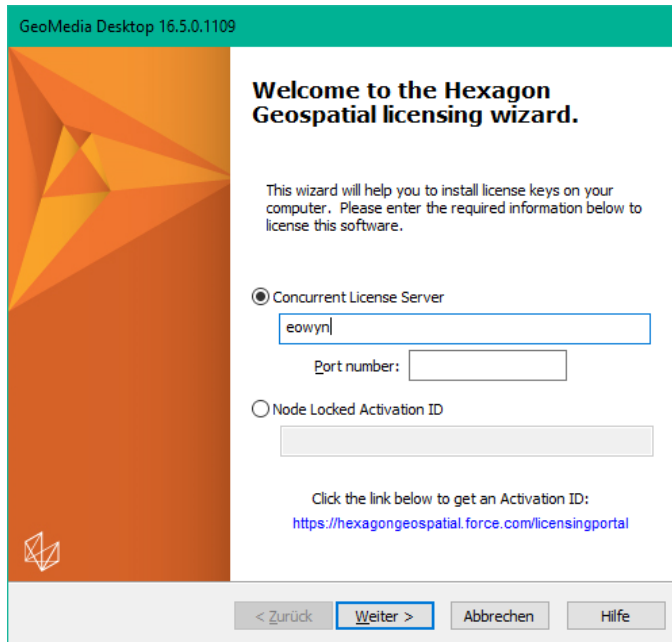 GeoMedia Desktop 16.5.0.1109
Welcome to the Hexagon
Geospatial licensing wizard.
This wizard will help you to install license keys on your
computer. Please enter the required information below to
license this software.
Concurrent License Server
eowyn
Port number:
Node Locked Activation ID
Click the link below to get an Activation ID:
https://hexagongeospatial.force.com/licensingportal
< Zurück Weiter > Abbrechen Hilfe